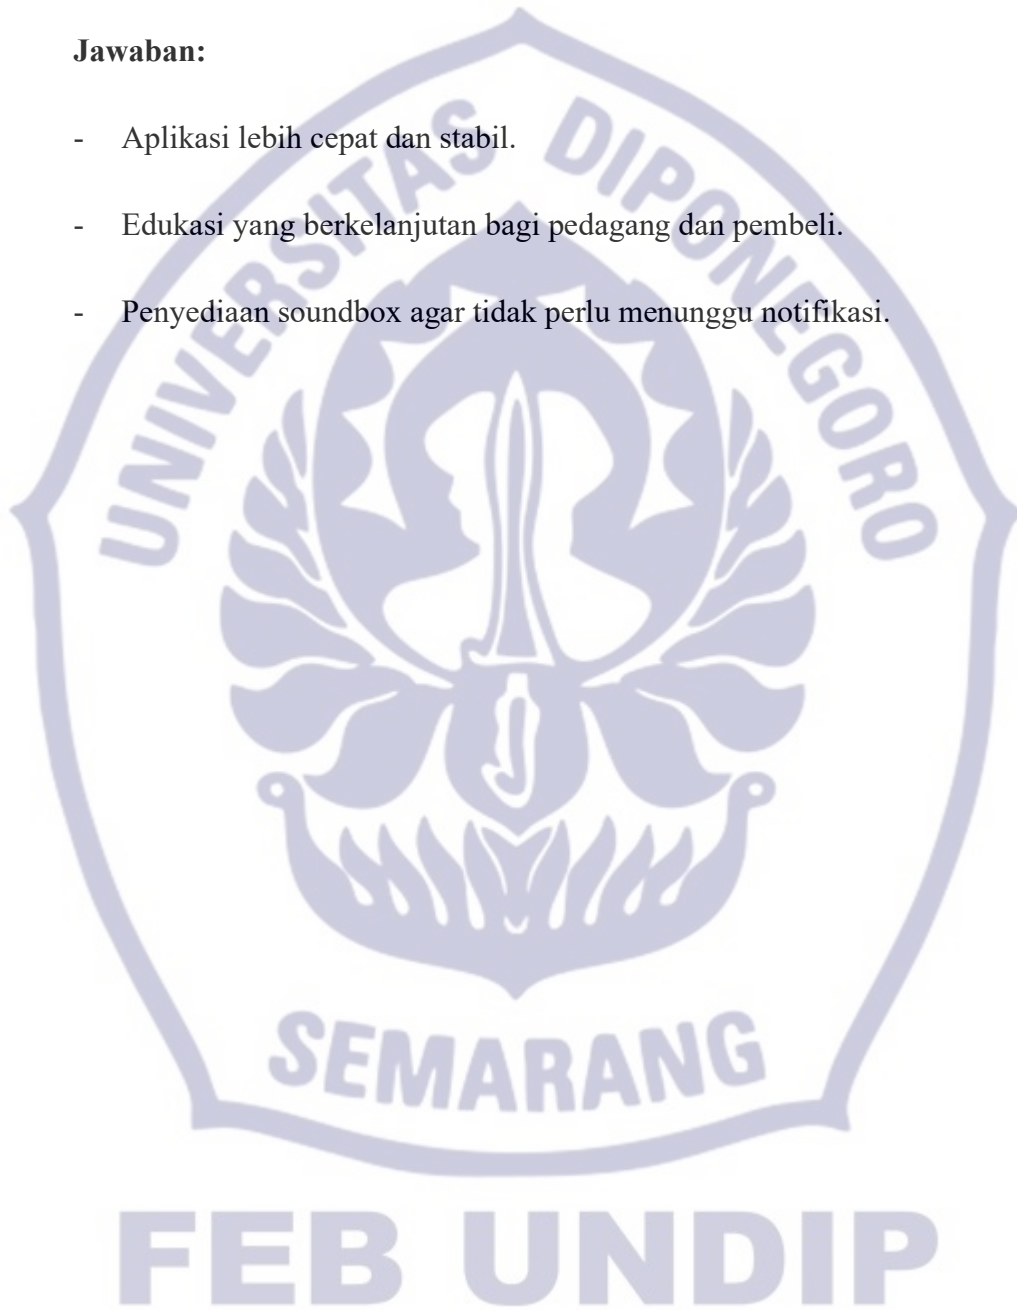 Jawaban:
- Aplikasi lebih cepat dan stabil.
- Edukasi yang berkelanjutan bagi pedagang dan pembeli.
- Penyediaan soundbox agar tidak perlu menunggu notifikasi.
UNIVERSITAS DIPONEGORO
SEMARANG
FEB UNDIP